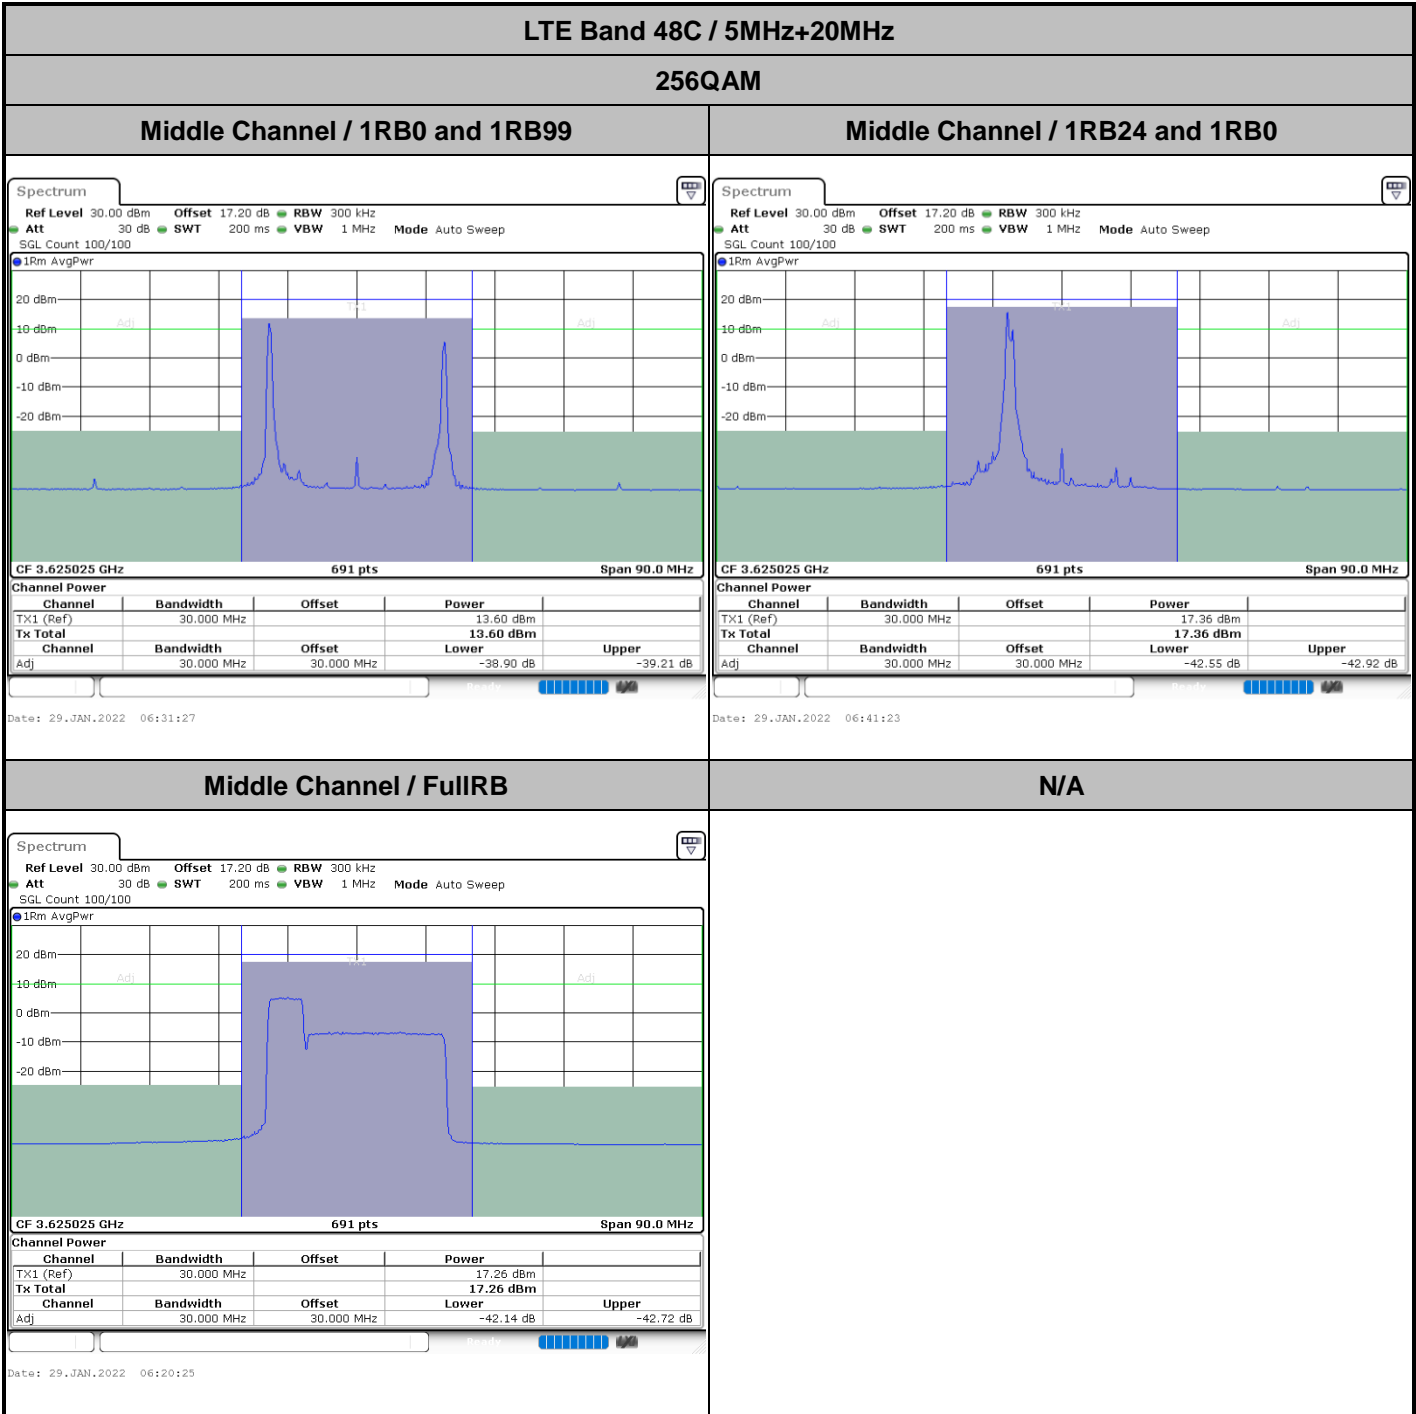 LTE Band 48C / 5MHz+20MHz
256QAM
Middle Channel / 1RB0 and 1RB99
Middle Channel / 1RB24 and 1RB0
Spectrum
Ref Level 30.00 dBm Offset 17.20 dB RBW 300 kHz
Att 30 dB SWT 200 ms VBW 1 MHz Mode Auto Sweep
SGL Count 100/100
1Rm AvgPwr
TX1
20 dBm
Adj
Adj
10 dBm
0 dBm
-10 dBm
-20 dBm
CF 3.625025 GHz 691 pts Span 90.0 MHz
Channel Power
Channel Bandwidth Offset Power
TX1 (Ref) 30.000 MHz 13.60 dBm
Tx Total 13.60 dBm
Channel Bandwidth Offset Lower Upper
Adj 30.000 MHz 30.000 MHz -38.90 dB -39.21 dB
Ready
Date: 29.JAN.2022 06:31:27
Spectrum
Ref Level 30.00 dBm Offset 17.20 dB RBW 300 kHz
Att 30 dB SWT 200 ms VBW 1 MHz Mode Auto Sweep
SGL Count 100/100
1Rm AvgPwr
TX1
20 dBm
Adj
Adj
10 dBm
0 dBm
-10 dBm
-20 dBm
CF 3.625025 GHz 691 pts Span 90.0 MHz
Channel Power
Channel Bandwidth Offset Power
TX1 (Ref) 30.000 MHz 17.36 dBm
Tx Total 17.36 dBm
Channel Bandwidth Offset Lower Upper
Adj 30.000 MHz 30.000 MHz -42.55 dB -42.92 dB
Ready
Date: 29.JAN.2022 06:41:23
Middle Channel / FullRB
N/A
Spectrum
Ref Level 30.00 dBm Offset 17.20 dB RBW 300 kHz
Att 30 dB SWT 200 ms VBW 1 MHz Mode Auto Sweep
SGL Count 100/100
1Rm AvgPwr
TX1
20 dBm
Adj
Adj
10 dBm
0 dBm
-10 dBm
-20 dBm
CF 3.625025 GHz 691 pts Span 90.0 MHz
Channel Power
Channel Bandwidth Offset Power
TX1 (Ref) 30.000 MHz 17.26 dBm
Tx Total 17.26 dBm
Channel Bandwidth Offset Lower Upper
Adj 30.000 MHz 30.000 MHz -42.14 dB -42.72 dB
Ready
Date: 29.JAN.2022 06:20:25